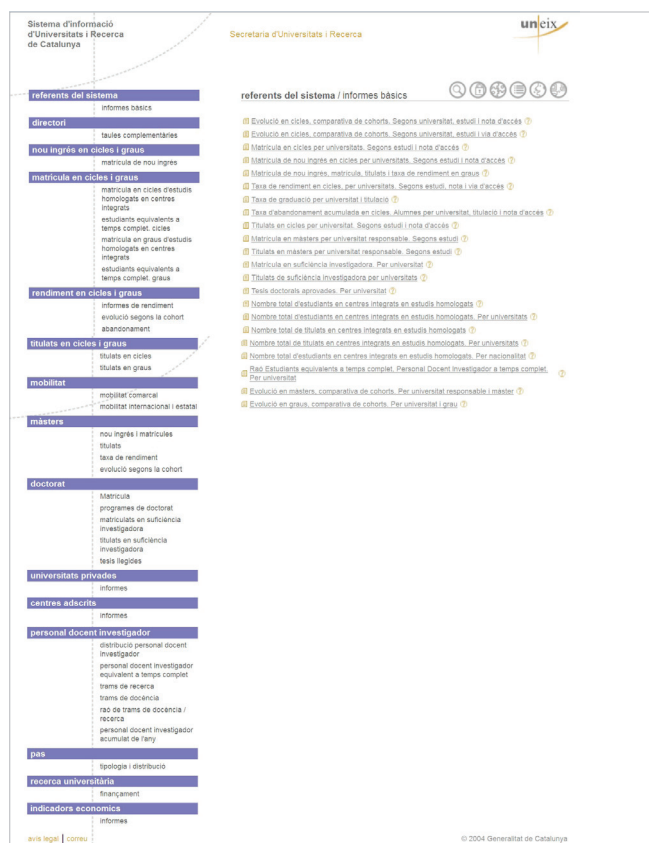 Sistema d'informació
d'Universitats i Recerca
de Catalunya
Secretaria d'Universitats i Recerca
uneix
referents del sistema
informes bàsics
directori
taules complementàries
nou ingrés en cicles i graus
matrícula de nou ingrés
matrícula en cicles i graus
matrícula en cicles d'estudis
homologats en centres
integrats
estudiants equivalents a
temps complet. cicles
matrícula en graus d'estudis
homologats en centres
integrats
estudiants equivalents a
temps complet. graus
rendiment en cicles i graus
informes de rendiment
evolució segons la cohort
abandonament
titulats en cicles i graus
titulats en cicles
titulats en graus
mobilitat
mobilitat comarcal
mobilitat internacional i estatal
màsters
nou ingrés i matrícules
titulats
taxa de rendiment
evolució segons la cohort
doctorat
Matrícula
programes de doctorat
matriculats en suficiència
investigadora
titulats en suficiència
investigadora
tesis llegides
universitats privades
informes
centres adscrits
informes
personal docent investigador
distribució personal docent
investigador
personal docent investigador
equivalent a temps complet
trams de recerca
trams de docència
raó de trams de docència /
recerca
personal docent investigador
acumulat de l'any
pas
tipologia i distribució
recerca universitària
finançament
indicadors economics
informes
referents del sistema / informes bàsics
Evolució en cicles, comparativa de cohorts. Segons universitat, estudi i nota d'accés
Evolució en cicles, comparativa de cohorts. Segons universitat, estudi i via d'accés
Matrícula en cicles per universitats. Segons estudi i nota d'accés
Matrícula de nou ingrés en cicles per universitats. Segons estudi i nota d'accés
Matrícula de nou ingrés, matrícula, titulats i taxa de rendiment en graus
Taxa de rendiment en cicles, per universitats. Segons estudi, nota i via d'accés
Taxa de graduació per universitat i titulació
Taxa d'abandonament acumulada en cicles. Alumnes per universitat, titulació i nota d'accés
Titulats en cicles per universitat. Segons estudi i nota d'accés
Matrícula en màsters per universitat responsable. Segons estudi
Titulats en màsters per universitat responsable. Segons estudi
Matrícula en suficiència investigadora. Per universitat
Titulats de suficiència investigadora per universitats
Tesis doctorals aprovades. Per universitat
Nombre total d'estudiants en centres integrats en estudis homologats
Nombre total d'estudiants en centres integrats en estudis homologats. Per universitats
Nombre total de titulats en centres integrats en estudis homologats
Nombre total de titulats en centres integrats en estudis homologats. Per universitats
Nombre total d'estudiants en centres integrats en estudis homologats. Per nacionalitat
Raó Estudiants equivalents a temps complet, Personal Docent Investigador a temps complet.
Per universitat
Evolució en màsters, comparativa de cohorts. Per universitat responsable i màster
Evolució en graus, comparativa de cohorts. Per universitat i grau
avís legal | correu
© 2004 Generalitat de Catalunya